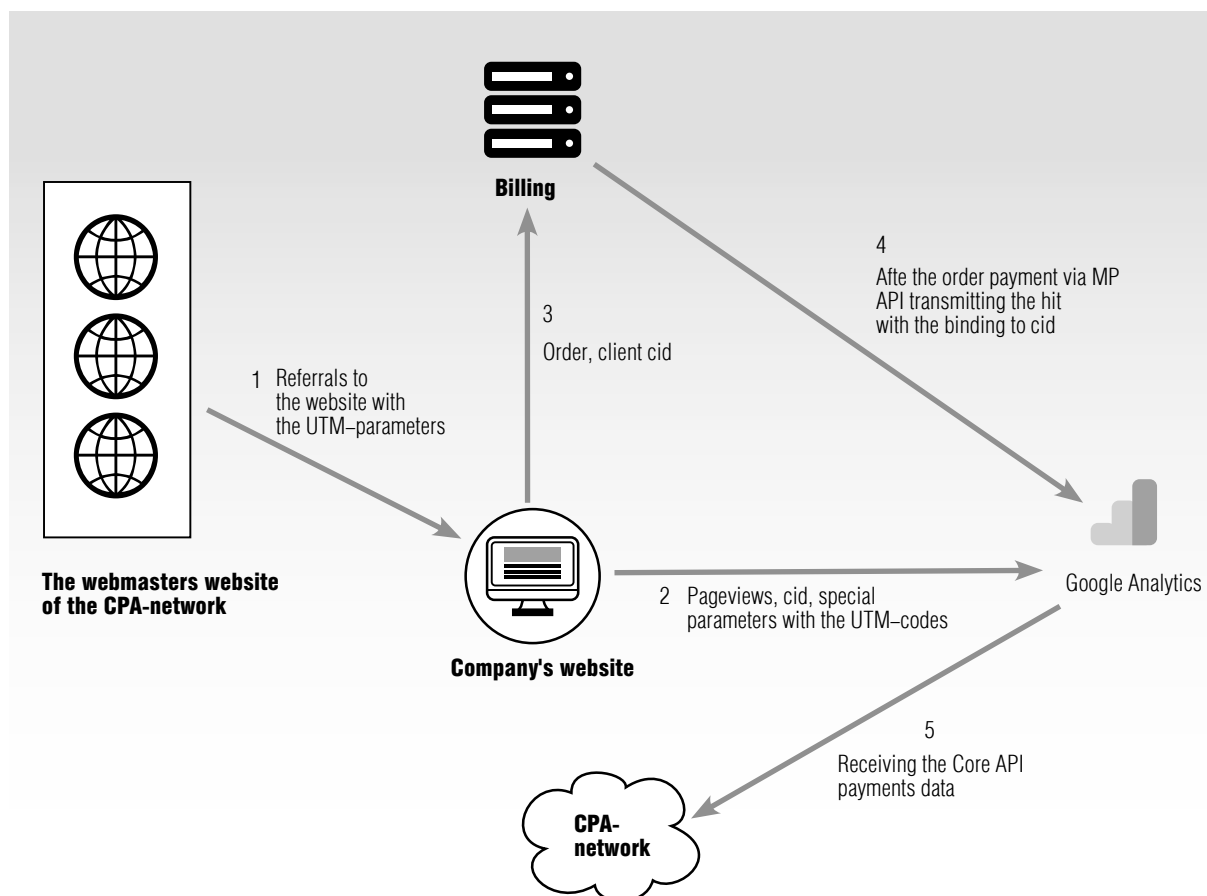 Billing
4
Afte the order payment via MP
API transmitting the hit
with the binding to cid
3
Order, client cid
1 Referrals to
the website with
the UTM–parameters
The webmasters website
of the CPA-network
Google Analytics
2 Pageviews, cid, special
parameters with the UTM–codes
Company's website
5
Receiving the Core API
payments data
CPA-
network